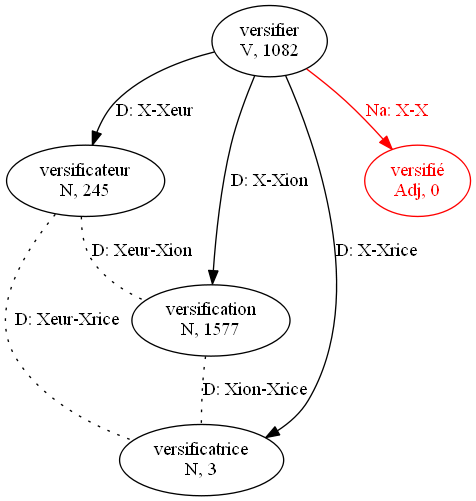 versifier
V, 1082
D: X-Xeur
Na: X-X
versificateur
N, 245
D: X-Xion
versifié
Adj, 0
D: Xeur-Xion
D: X-Xrice
versification
N, 1577
D: Xeur-Xrice
D: Xion-Xrice
versificatrice
N, 3